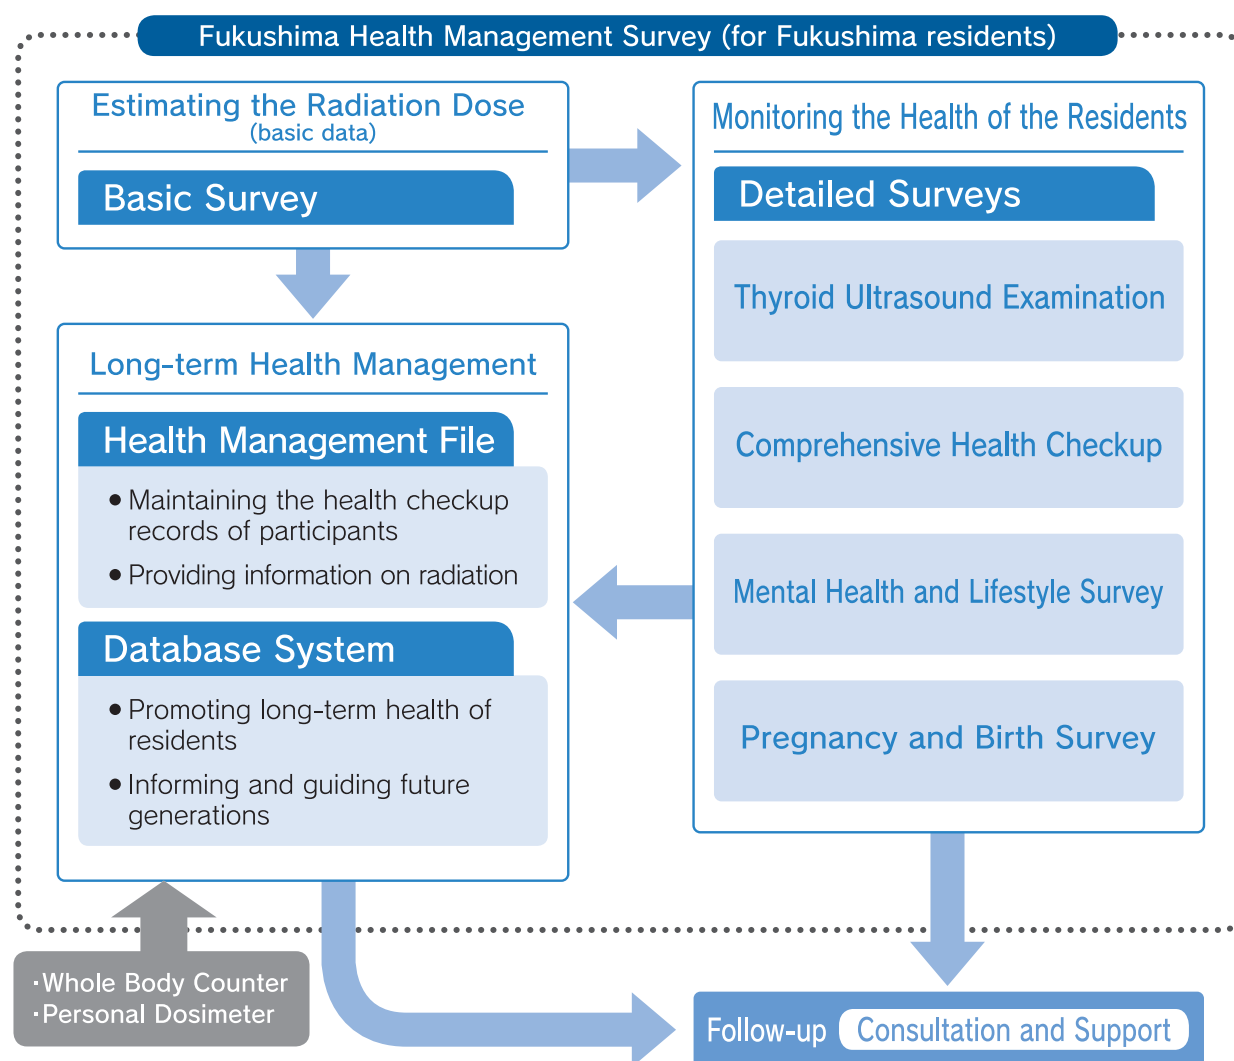 Fukushima Health Management Survey (for Fukushima residents)
Estimating the Radiation Dose
(basic data)
Basic Survey
Monitoring the Health of the Residents
Detailed Surveys
Thyroid Ultrasound Examination
Comprehensive Health Checkup
Mental Health and Lifestyle Survey
Pregnancy and Birth Survey
Long-term Health Management
Health Management File
● Maintaining the health checkup
records of participants
● Providing information on radiation
Database System
● Promoting long-term health of
residents
● Informing and guiding future
generations
・Whole Body Counter
・Personal Dosimeter
Follow-up Consultation and Support